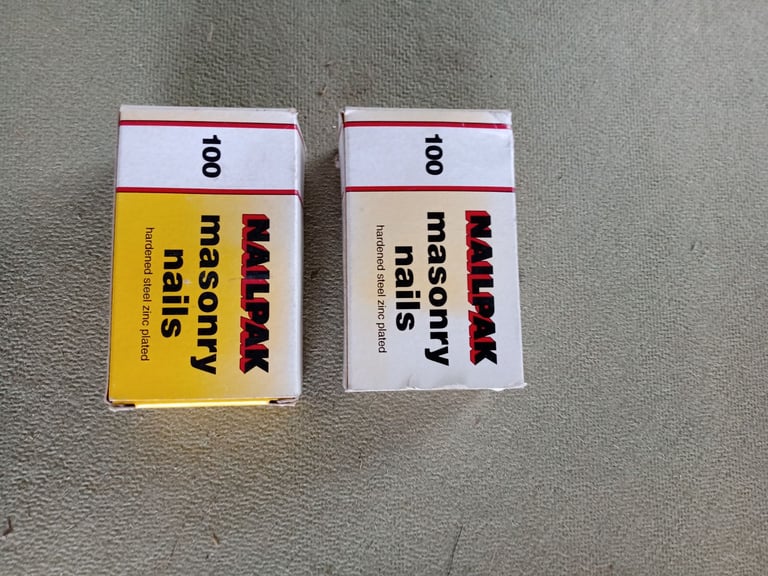 100
NAILPAK
masonry
nails
hardened steel zinc plated
100
NAILPAK
masonry
nails
hardened steel zinc plated